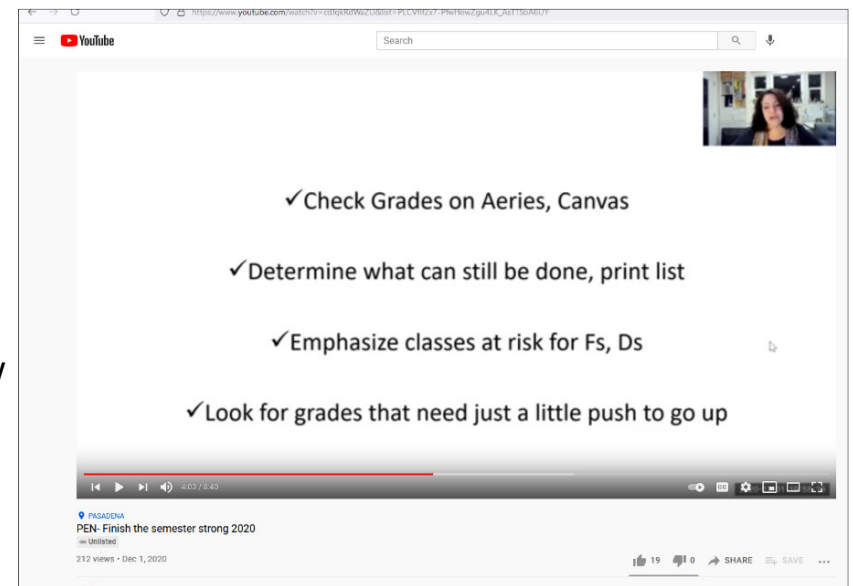 YouTube
Search
✓Check Grades on Aeries, Canvas
✓Determine what can still be done, print list
✓Emphasize classes at risk for Fs, Ds
✓Look for grades that need just a little push to go up
PASADENA
PEN- Finish the semester strong 2020
Unlisted
212 views • Dec 1, 2020
19
0
SHARE
SAVE